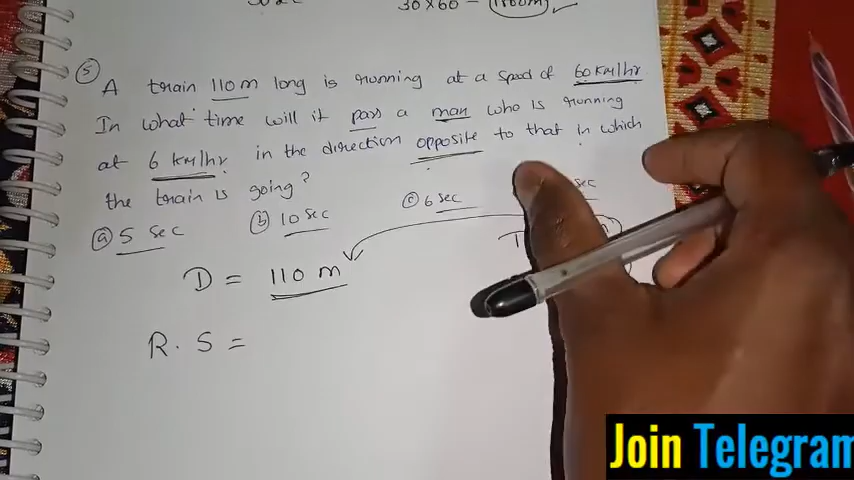 30×60 = 1800m
5
A train 110m long is running at a speed of 60 Km/hr
In what time will it pass a man who is running
at 6 km/hr in the direction opposite to that in which
the train is going?
(a) 5 sec (b) 10 sec (c) 6 sec sec
D = 110 m
R. S =
Join Telegram